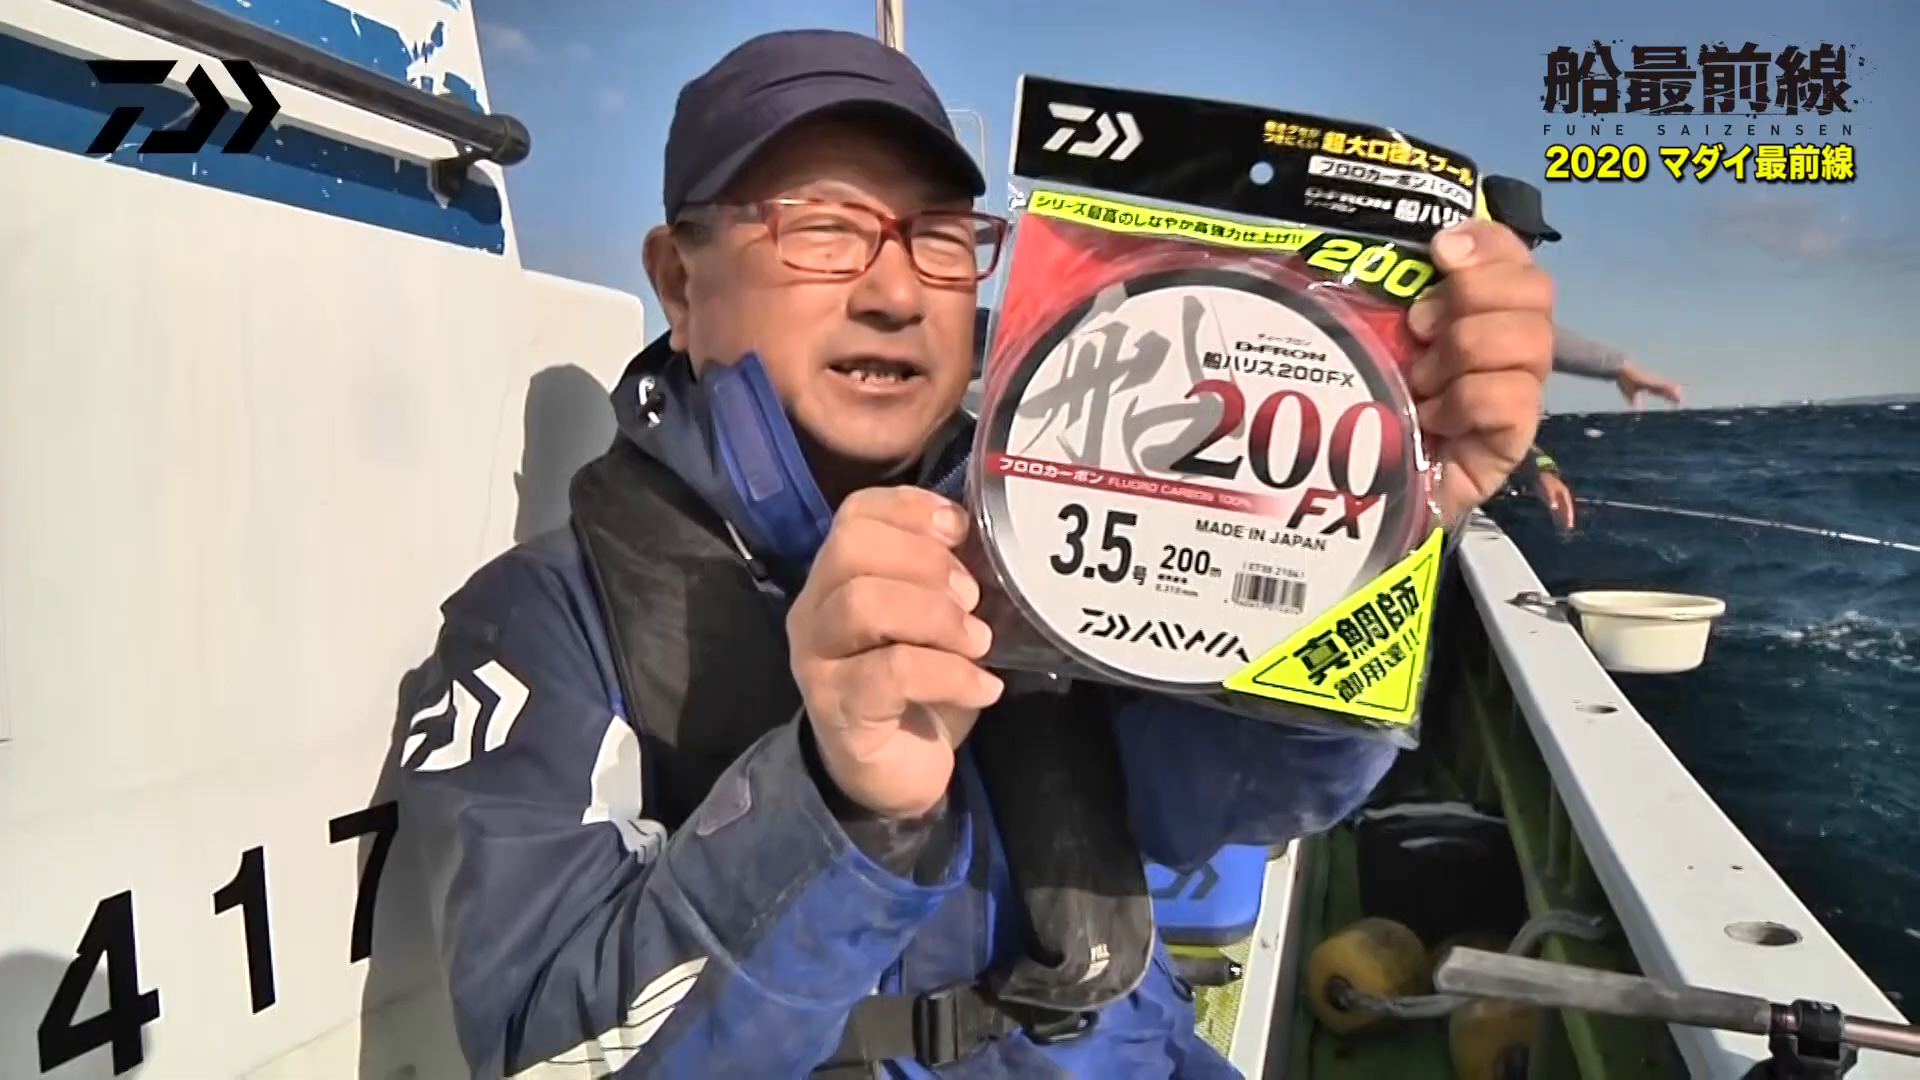 船最前線
FUNE SAIZENSEN
2020 マダイ最前線
超大口径スプール
フロロカーボン100%
D-FRON 船ハリス
シリーズ最高のしなやか高強力仕上げ!!
200
船
ディーフロン
D-FRON
船ハリス200FX
200
FX
フロロカーボン FLUORO CARBON 100%
MADE IN JAPAN
3.5号 200m
DAIWA
真鯛師
御用達!!
417